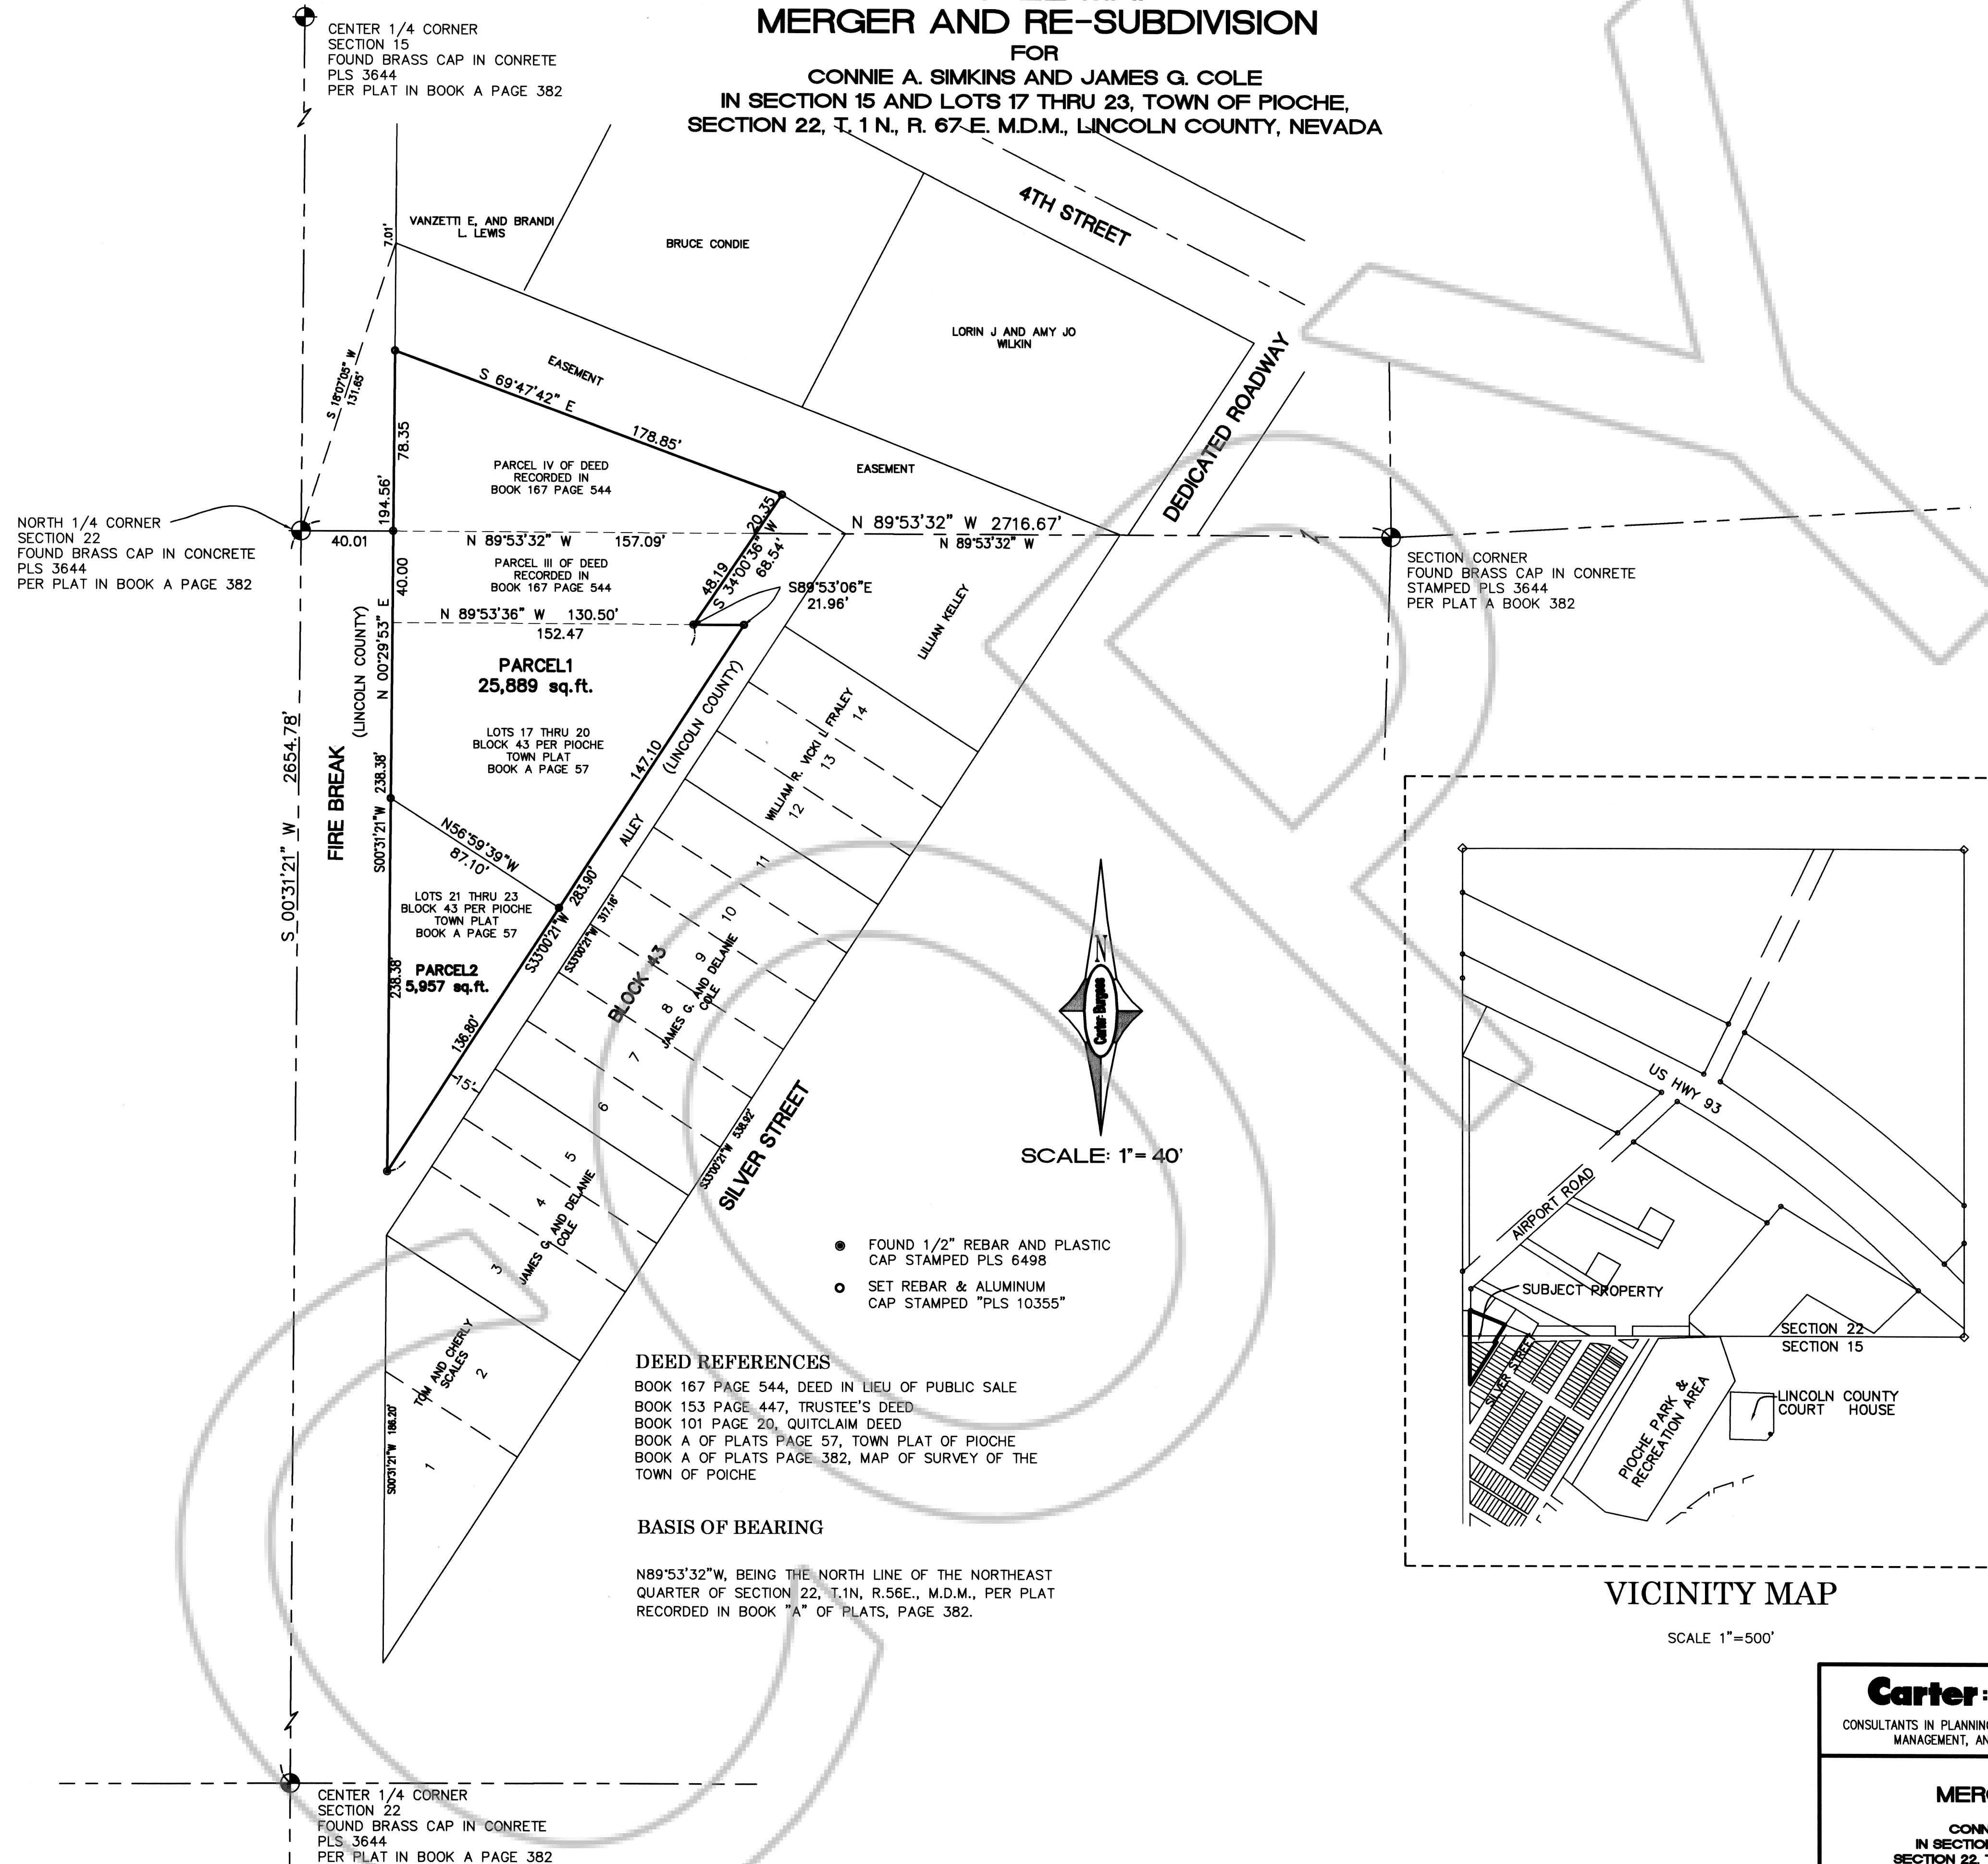 MERGER AND RE-SUBDIVISION
FOR
CONNIE A. SIMKINS AND JAMES G. COLE
IN SECTION 15 AND LOTS 17 THRU 23, TOWN OF PIOCHE,
SECTION 22, T. 1 N., R. 67 E. M.D.M., LINCOLN COUNTY, NEVADA
CENTER 1/4 CORNER
SECTION 15
FOUND BRASS CAP IN CONRETE
PLS 3644
PER PLAT IN BOOK A PAGE 382
4TH STREET
VANZETTI E, AND BRANDI
L. LEWIS
BRUCE CONDIE
LORIN J AND AMY JO
WILKIN
DEDICATED ROADWAY
7.01'
S 18°07'05" W
131.65'
EASEMENT
S 69°47'42" E
178.85'
78.35
194.56'
PARCEL IV OF DEED
RECORDED IN
BOOK 167 PAGE 544
EASEMENT
NORTH 1/4 CORNER
SECTION 22
FOUND BRASS CAP IN CONCRETE
PLS 3644
PER PLAT IN BOOK A PAGE 382
40.01
N 89°53'32" W 157.09'
20.35
48.19
S 34°00'36" W
68.54'
N 89°53'32" W 2716.67'
N 89°53'32" W
SECTION CORNER
FOUND BRASS CAP IN CONRETE
STAMPED PLS 3644
PER PLAT A BOOK 382
40.00
PARCEL III OF DEED
RECORDED IN
BOOK 167 PAGE 544
S89°53'06"E
21.96'
N 89°53'36" W 130.50'
152.47
N 00°29'53" E
(LINCOLN COUNTY)
FIRE BREAK
S 00°31'21" W 2654.78'
PARCEL1
25,889 sq.ft.
LOTS 17 THRU 20
BLOCK 43 PER PIOCHE
TOWN PLAT
BOOK A PAGE 57
S00°31'21"W 238.38'
147.10
(LINCOLN COUNTY)
ALLEY
LILLIAN KELLEY
WILLIAM R. VICKI L FRALEY
14
13
12
11
10
9
8
7
6
5
4
3
2
1
N56°59'39"W
87.10'
LOTS 21 THRU 23
BLOCK 43 PER PIOCHE
TOWN PLAT
BOOK A PAGE 57
S33°00'21"W 283.90'
S33°00'21"W 317.16'
PARCEL2
5,957 sq.ft.
238.38'
136.80'
15'
BLOCK 43
JAMES G. AND DELANIE
COLE
S33°00'21"W 538.92'
SILVER STREET
JAMES G. AND DELANIE
COLE
TOM AND CHERLY
SCALES
S00°31'21"W 186.20'
N
Carter Burgess
SCALE: 1"= 40'
FOUND 1/2" REBAR AND PLASTIC
CAP STAMPED PLS 6498
SET REBAR & ALUMINUM
CAP STAMPED "PLS 10355"
DEED REFERENCES
BOOK 167 PAGE 544, DEED IN LIEU OF PUBLIC SALE
BOOK 153 PAGE 447, TRUSTEE'S DEED
BOOK 101 PAGE 20, QUITCLAIM DEED
BOOK A OF PLATS PAGE 57, TOWN PLAT OF PIOCHE
BOOK A OF PLATS PAGE 382, MAP OF SURVEY OF THE
TOWN OF POICHE
BASIS OF BEARING
N89°53'32"W, BEING THE NORTH LINE OF THE NORTHEAST
QUARTER OF SECTION 22, T.1N, R.56E., M.D.M., PER PLAT
RECORDED IN BOOK "A" OF PLATS, PAGE 382.
CENTER 1/4 CORNER
SECTION 22
FOUND BRASS CAP IN CONRETE
PLS 3644
PER PLAT IN BOOK A PAGE 382
US HWY 93
AIRPORT ROAD
SUBJECT PROPERTY
SECTION 22
SECTION 15
SILVER STREET
PIOCHE PARK &
RECREATION AREA
LINCOLN COUNTY
COURT HOUSE
VICINITY MAP
SCALE 1"=500'
Carter
CONSULTANTS IN PLANNING
MANAGEMENT,
IN SECTION
SECTION 22,
COPY